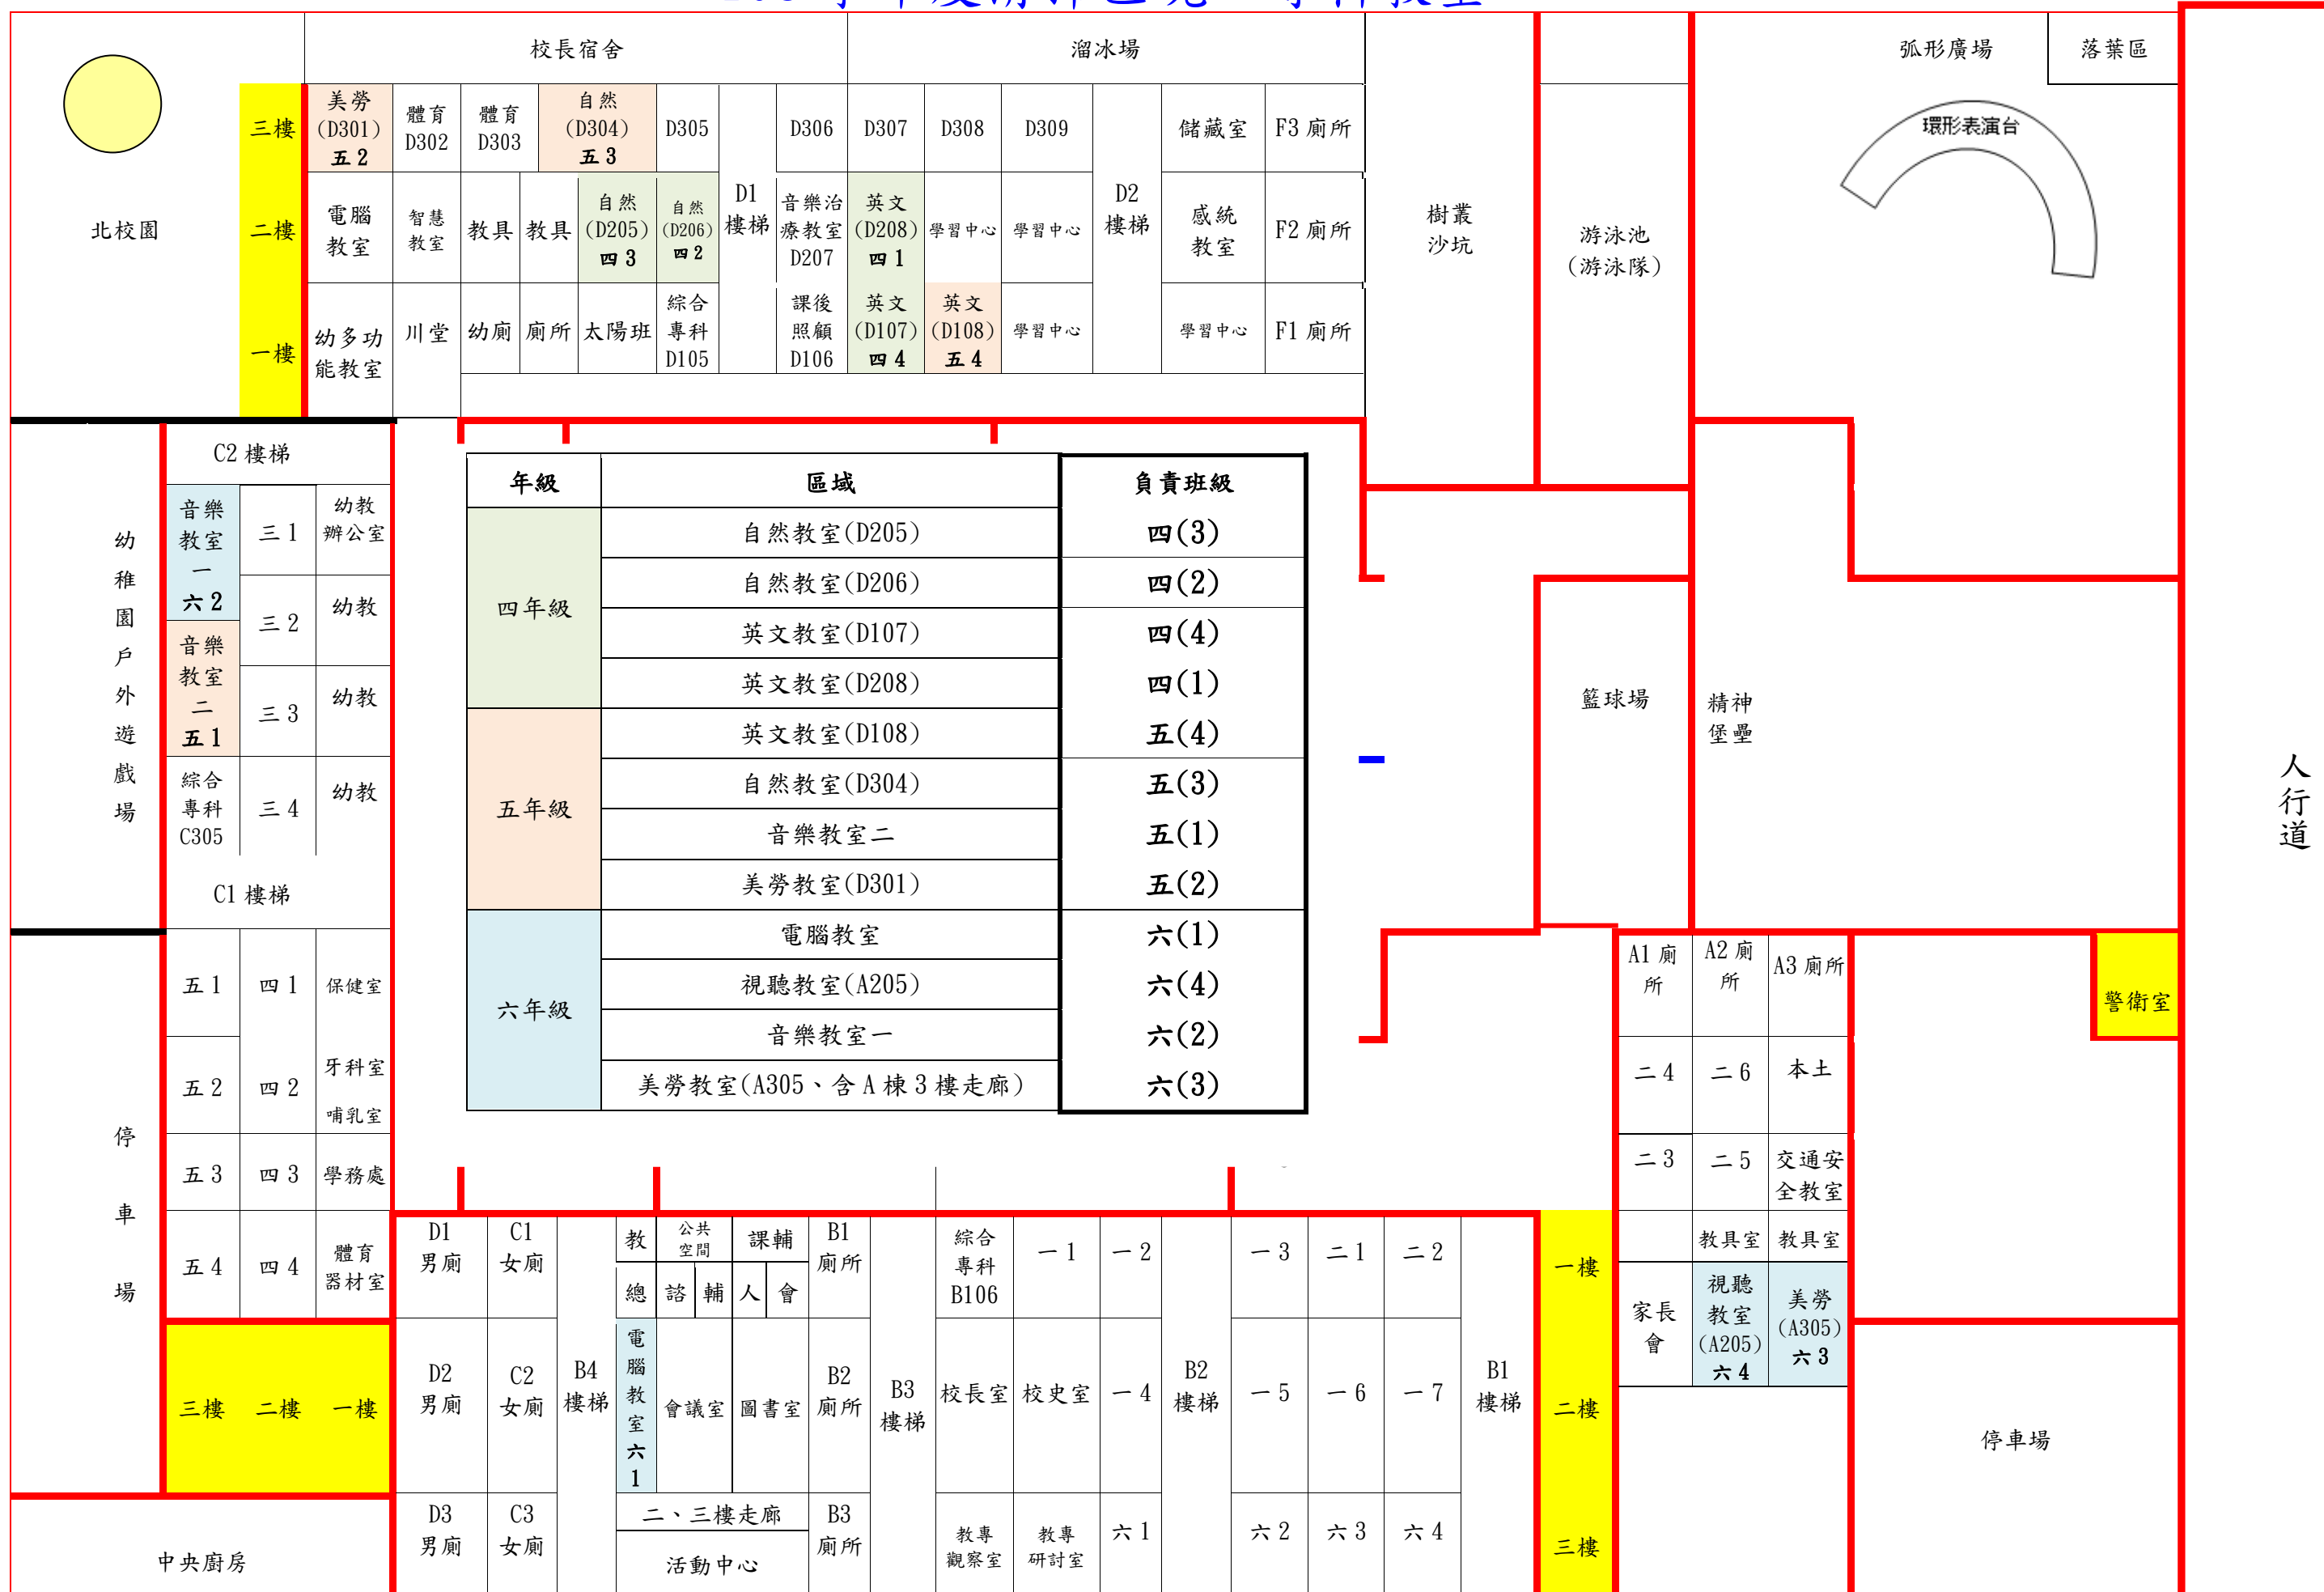 校長宿舍
溜冰場
弧形廣場
落葉區
環形表演台
北校園
三樓
美勞
(D301)
五 2
體育
D302
體育
D303
自然
(D304)
五 3
D305
D306
D307
D308
D309
儲藏室
F3 廁所
二樓
電腦
教室
智慧
教室
教具
教具
自然
(D205)
四 3
自然
(D206)
四 2
D1
樓梯
音樂治
療教室
D207
英文
(D208)
四 1
學習中心
學習中心
D2
樓梯
感統
教室
F2 廁所
一樓
幼多功
能教室
川堂
幼廁
廁所
太陽班
綜合
專科
D105
課後
照顧
D106
英文
(D107)
四 4
英文
(D108)
五 4
學習中心
學習中心
F1 廁所
樹叢
沙坑
游泳池
(游泳隊)
幼稚園戶外遊戲場
C2 樓梯
音樂
教室
一
六 2
三 1
幼教
辦公室
三 2
幼教
音樂
教室
二
五 1
三 3
幼教
綜合
專科
C305
三 4
幼教
C1 樓梯
年級 區域 負責班級
四年級
自然教室(D205) 四(3)
自然教室(D206) 四(2)
英文教室(D107) 四(4)
英文教室(D208) 四(1)
五年級
英文教室(D108) 五(4)
自然教室(D304) 五(3)
音樂教室二 五(1)
美勞教室(D301) 五(2)
六年級
電腦教室 六(1)
視聽教室(A205) 六(4)
音樂教室一 六(2)
美勞教室(A305、含 A 棟 3 樓走廊) 六(3)
籃球場
精神
堡壘
人行道
停車場
五 1
四 1
保健室
五 2
四 2
牙科室
哺乳室
五 3
四 3
學務處
五 4
四 4
體育
器材室
三樓 二樓 一樓
中央廚房
A1 廁
所
A2 廁
所
A3 廁所
警衛室
二 4
二 6
本土
二 3
二 5
交通安
全教室
教具室
教具室
家長
會
視聽
教室
(A205)
六 4
美勞
(A305)
六 3
停車場
D1
男廁
C1
女廁
B4
樓梯
教
公共
空間
課輔
總
諮
輔
人
會
B1
廁所
B3
樓梯
綜合
專科
B106
一 1
一 2
B2
樓梯
一 3
二 1
二 2
B1
樓梯
一樓
D2
男廁
C2
女廁
電腦教室六1
會議室
圖書室
B2
廁所
校長室
校史室
一 4
一 5
一 6
一 7
二樓
D3
男廁
C3
女廁
二、三樓走廊
活動中心
B3
廁所
教專
觀察室
教專
研討室
六 1
六 2
六 3
六 4
三樓